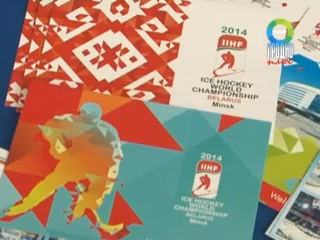 2014
IIHF
ICE HOCKEY
WORLD
CHAMPIONSHIP
BELARUS
Minsk
2014
IIHF
ICE HOCKEY
WORLD
CHAMPIONSHIP
BELARUS
Minsk